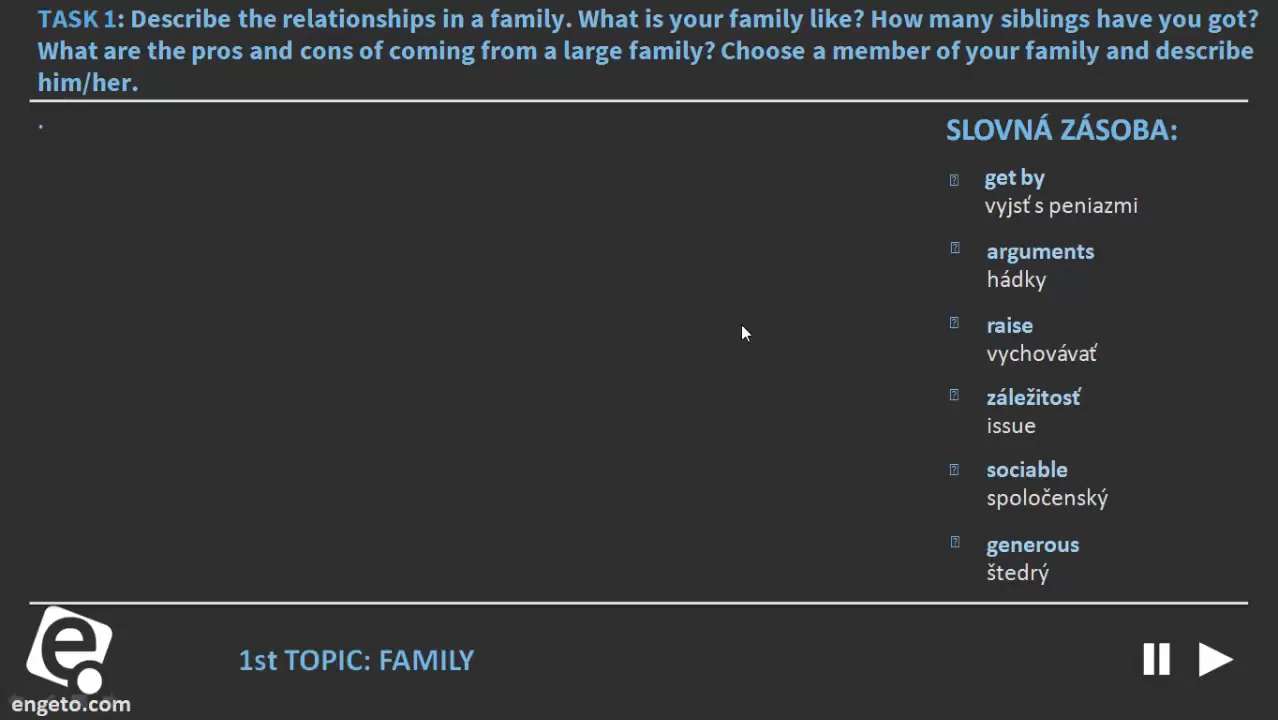 TASK 1: Describe the relationships in a family. What is your family like? How many siblings have you got?
What are the pros and cons of coming from a large family? Choose a member of your family and describe
him/her.
SLOVNÁ ZÁSOBA:
get by
vyjsť s peniazmi
arguments
hádky
raise
vychovávať
záležitosť
issue
sociable
spoločenský
generous
štedrý
1st TOPIC: FAMILY
e
engeto.com